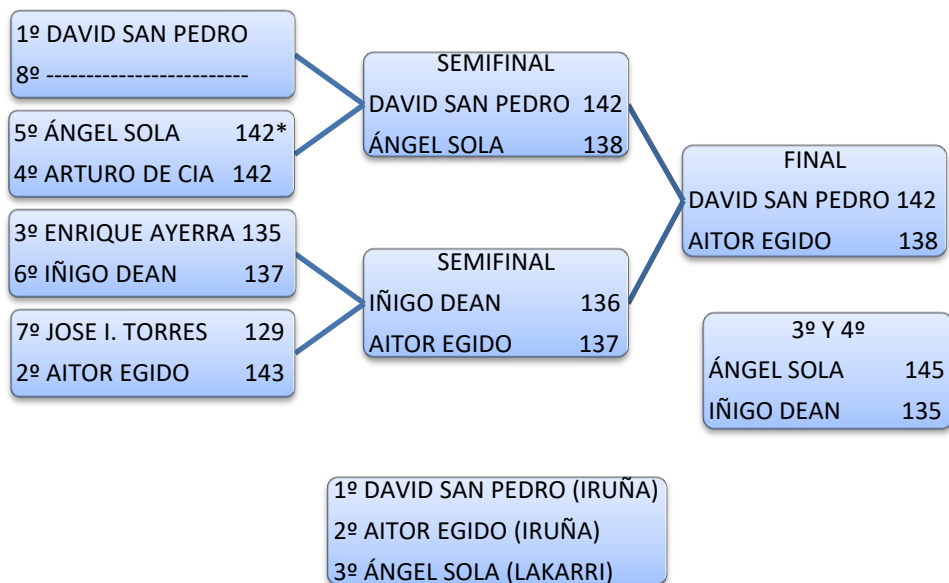 1º DAVID SAN PEDRO
8º -------------------------
5º ÁNGEL SOLA 142*
4º ARTURO DE CIA 142
3º ENRIQUE AYERRA 135
6º IÑIGO DEAN 137
7º JOSE I. TORRES 129
2º AITOR EGIDO 143
SEMIFINAL
DAVID SAN PEDRO 142
ÁNGEL SOLA 138
SEMIFINAL
IÑIGO DEAN 136
AITOR EGIDO 137
FINAL
DAVID SAN PEDRO 142
AITOR EGIDO 138
3º Y 4º
ÁNGEL SOLA 145
IÑIGO DEAN 135
1º DAVID SAN PEDRO (IRUÑA)
2º AITOR EGIDO (IRUÑA)
3º ÁNGEL SOLA (LAKARRI)